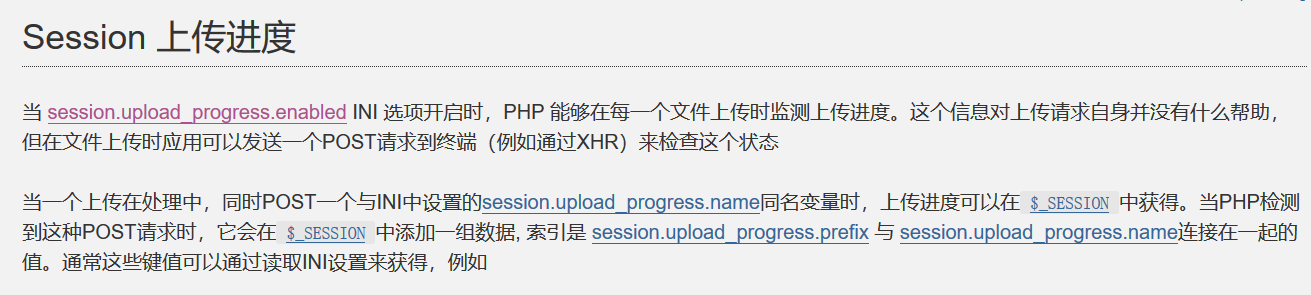 Session 上传进度
当 session.upload_progress.enabled INI 选项开启时，PHP 能够在每一个文件上传时监测上传进度。这个信息对上传请求自身并没有什么帮助，
但在文件上传时应用可以发送一个POST请求到终端（例如通过XHR）来检查这个状态
当一个上传在处理中，同时POST一个与INI中设置的session.upload_progress.name同名变量时，上传进度可以在 $_SESSION 中获得。当PHP检测
到这种POST请求时，它会在 $_SESSION 中添加一组数据, 索引是 session.upload_progress.prefix 与 session.upload_progress.name连接在一起的
值。通常这些键值可以通过读取INI设置来获得，例如